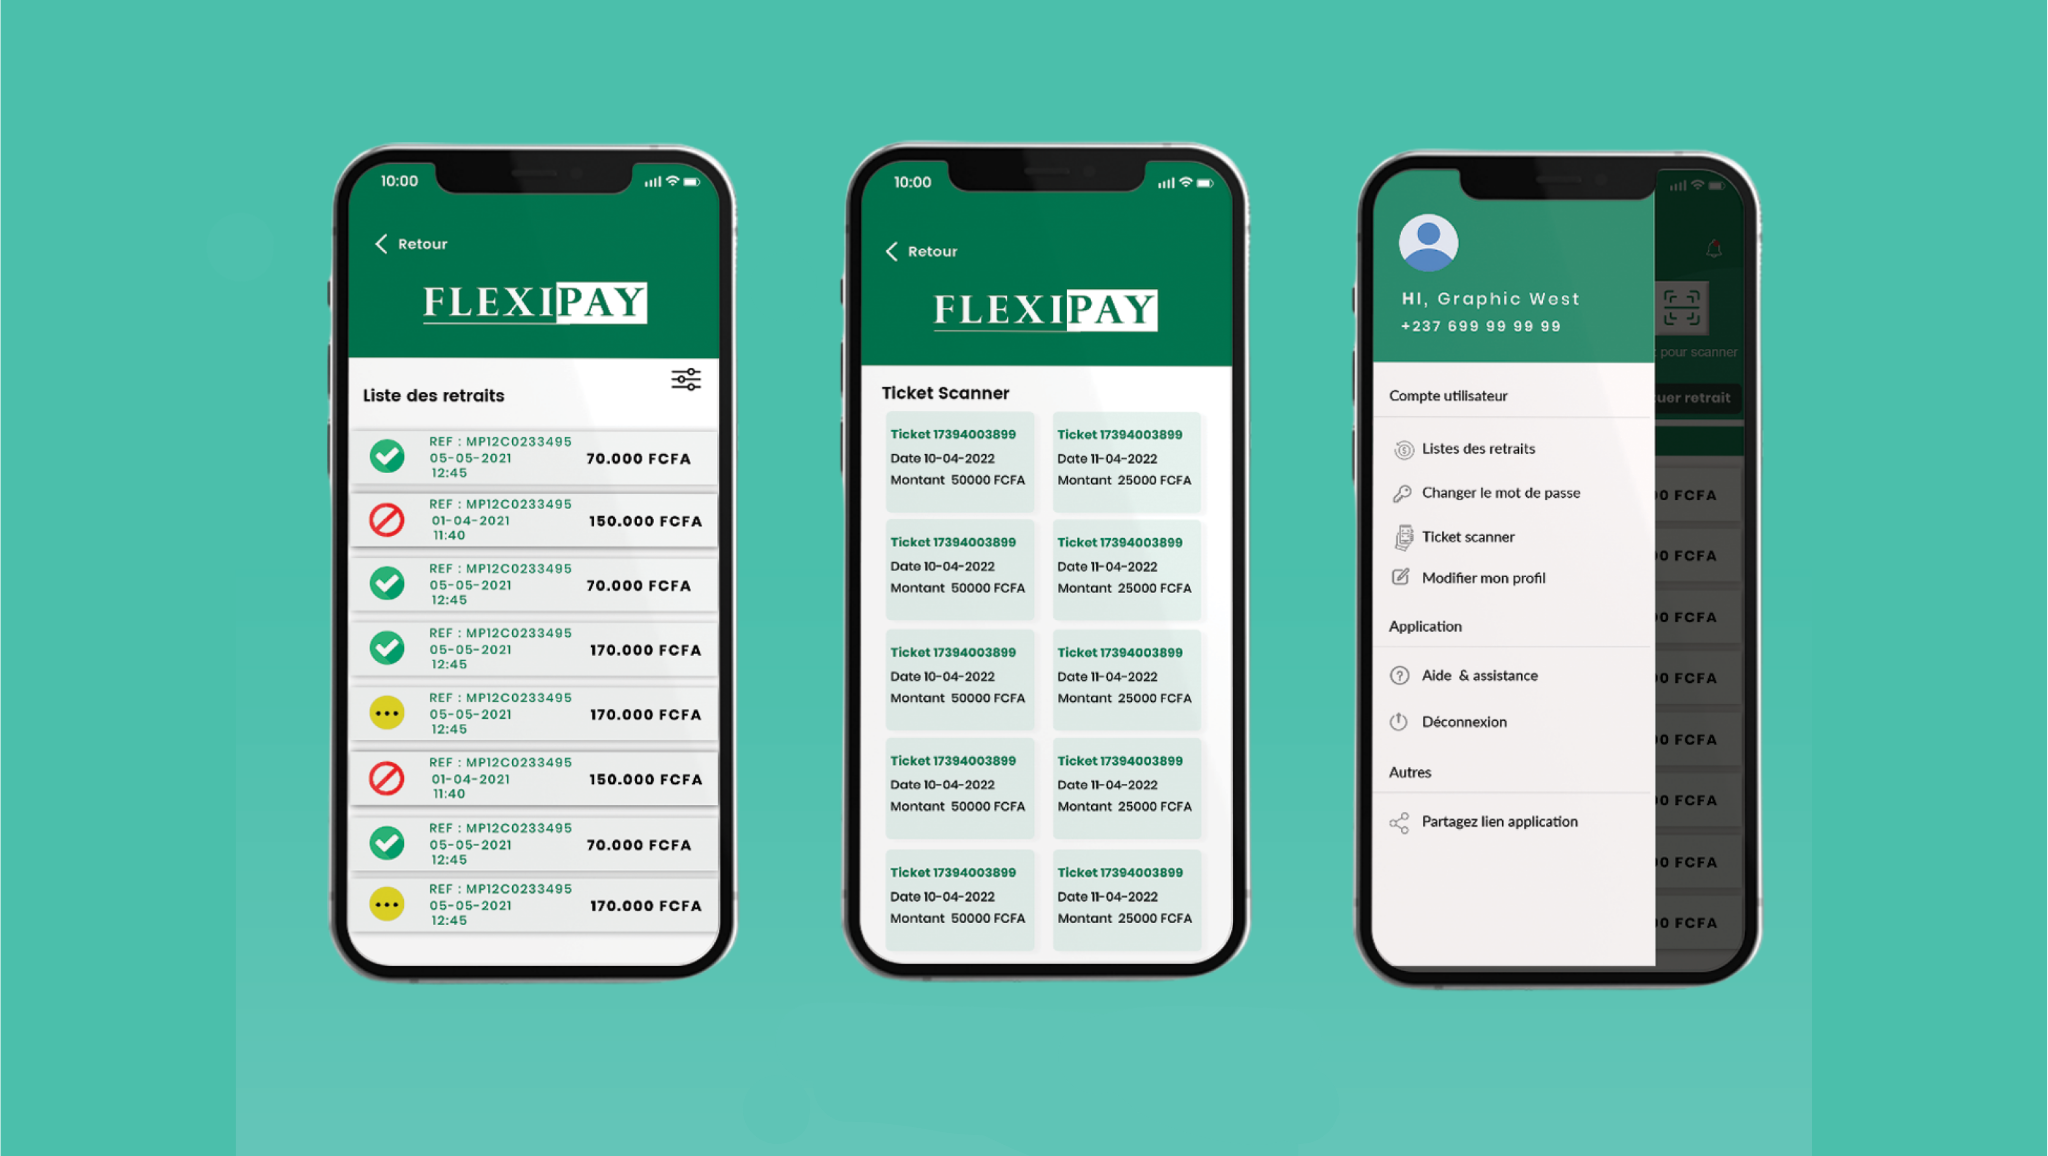 10:00
Retour
FLEXIPAY
Liste des retraits
REF : MP12C0233495
05-05-2021
12:45
70.000 FCFA
REF : MP12C0233495
01-04-2021
11:40
150.000 FCFA
REF : MP12C0233495
05-05-2021
12:45
70.000 FCFA
REF : MP12C0233495
05-05-2021
12:45
170.000 FCFA
REF : MP12C0233495
05-05-2021
12:45
170.000 FCFA
REF : MP12C0233495
01-04-2021
11:40
150.000 FCFA
REF : MP12C0233495
05-05-2021
12:45
70.000 FCFA
REF : MP12C0233495
05-05-2021
12:45
170.000 FCFA
10:00
Retour
FLEXIPAY
Ticket Scanner
Ticket 17394003899
Date 10-04-2022
Montant 50000 FCFA
Ticket 17394003899
Date 11-04-2022
Montant 25000 FCFA
Ticket 17394003899
Date 10-04-2022
Montant 50000 FCFA
Ticket 17394003899
Date 11-04-2022
Montant 25000 FCFA
Ticket 17394003899
Date 10-04-2022
Montant 50000 FCFA
Ticket 17394003899
Date 11-04-2022
Montant 25000 FCFA
Ticket 17394003899
Date 10-04-2022
Montant 50000 FCFA
Ticket 17394003899
Date 11-04-2022
Montant 25000 FCFA
Ticket 17394003899
Date 10-04-2022
Montant 50000 FCFA
Ticket 17394003899
Date 11-04-2022
Montant 25000 FCFA
HI, Graphic West
+237 699 99 99 99
Compte utilisateur
Listes des retraits
Changer le mot de passe
Ticket scanner
Modifier mon profil
Application
Aide & assistance
Déconnexion
Autres
Partagez lien application
pour scanner
retrait
FCFA
FCFA
FCFA
FCFA
FCFA
FCFA
FCFA
FCFA